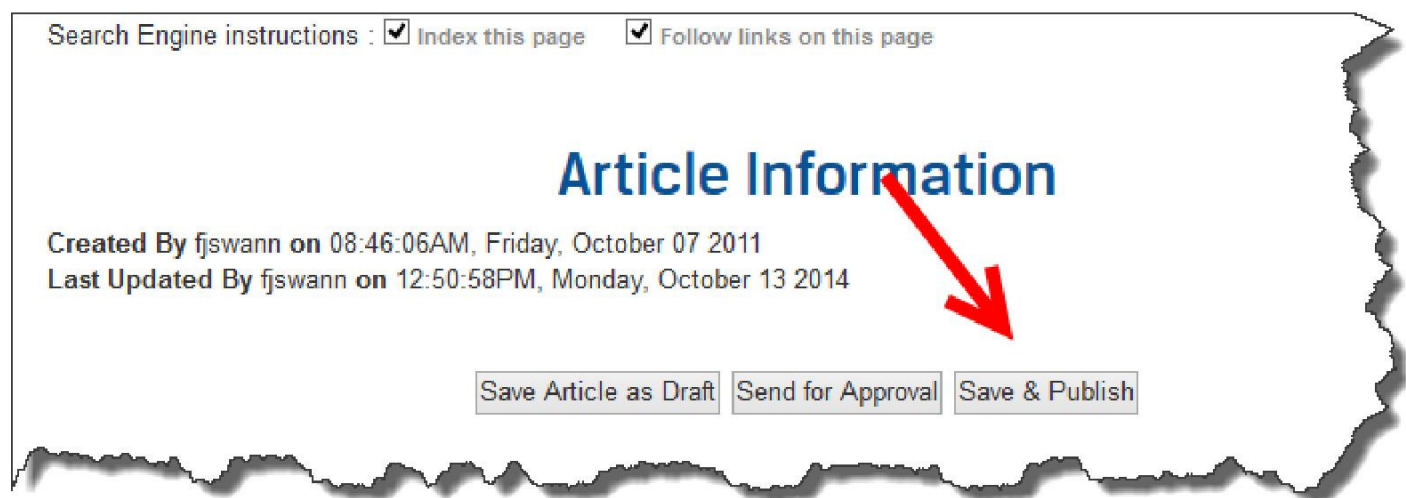 Search Engine instructions : Index this page Follow links on this page
Article Information
Created By fjswann on 08:46:06AM, Friday, October 07 2011
Last Updated By fjswann on 12:50:58PM, Monday, October 13 2014
Save Article as Draft Send for Approval Save & Publish